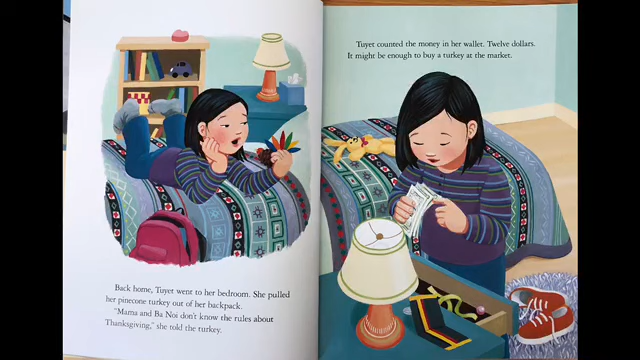 Back home, Tuyet went to her bedroom. She pulled
her pinecone turkey out of her backpack.
"Mama and Ba Noi don't know the rules about
Thanksgiving," she told the turkey.
Tuyet counted the money in her wallet. Twelve dollars.
It might be enough to buy a turkey at the market.